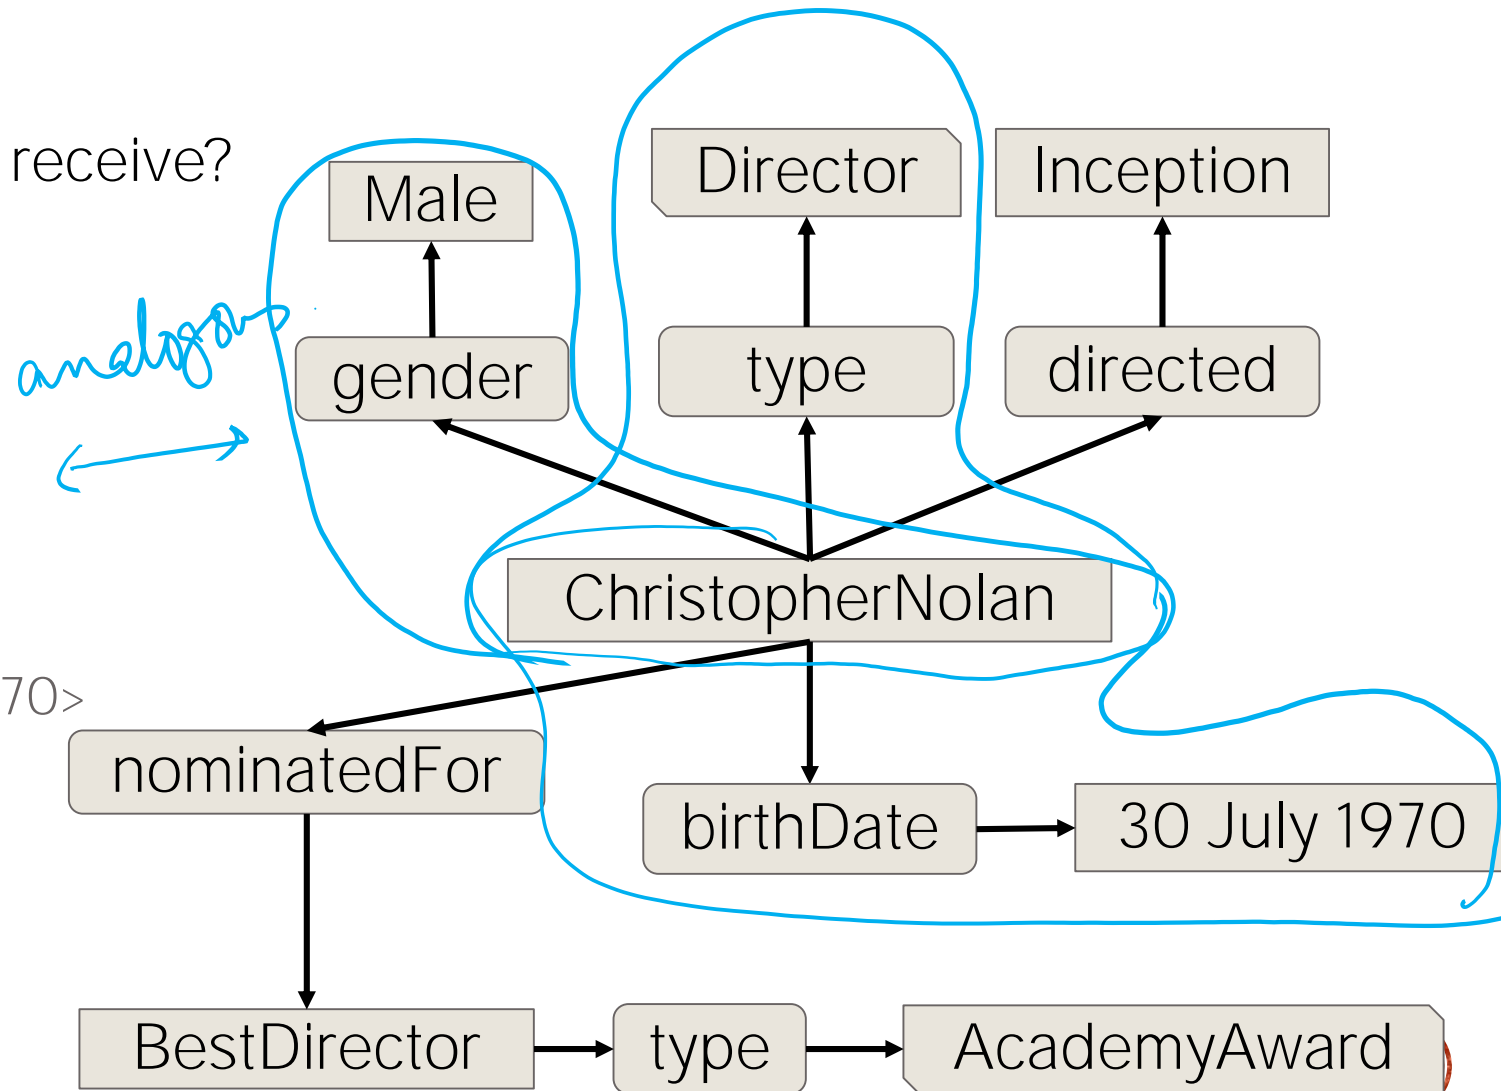 receive?
Male
Director
Inception
analogous
gender
type
directed
ChristopherNolan
70>
nominatedFor
birthDate
30 July 1970
BestDirector
type
AcademyAward